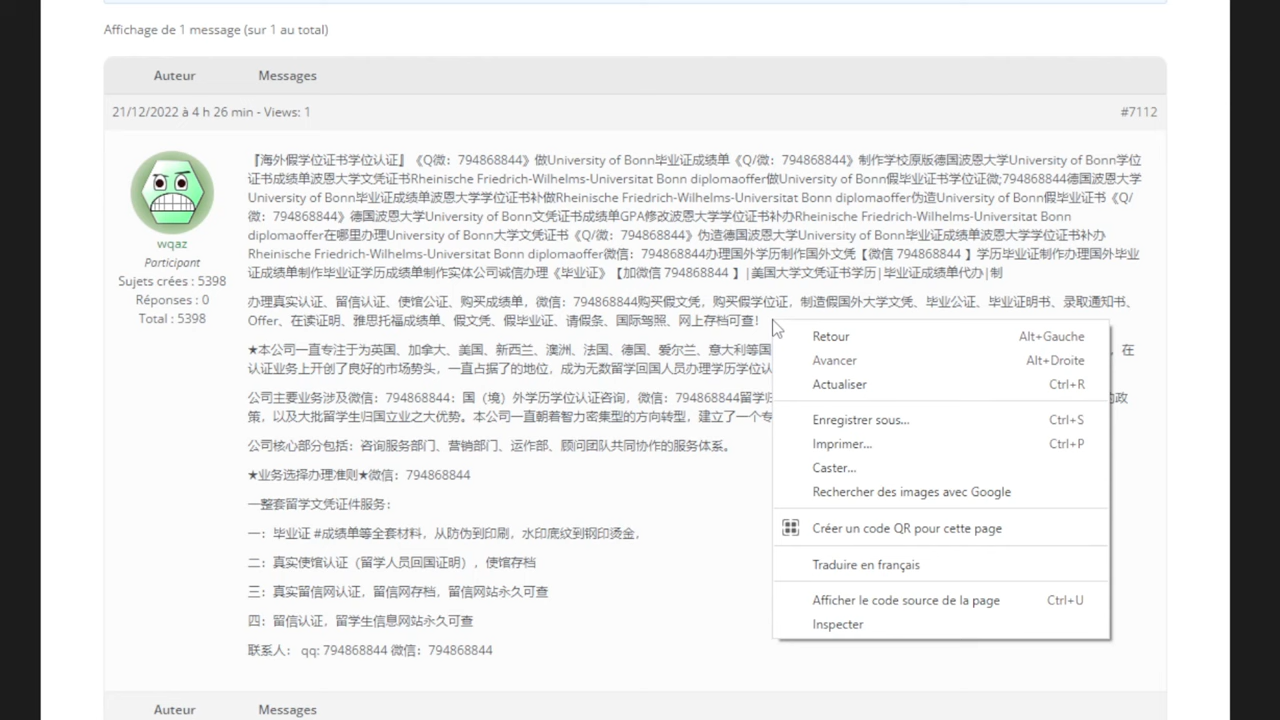 Affichage de 1 message (sur 1 au total)
Auteur Messages
21/12/2022 à 4 h 26 min - Views: 1 #7112
『海外假学位证书学位认证』《Q微：794868844》做University of Bonn毕业证成绩单《Q/微：794868844》制作学校原版德国波恩大学University of Bonn学位
证书成绩单波恩大学文凭证书Rheinische Friedrich-Wilhelms-Universitat Bonn diplomaoffer做University of Bonn假毕业证书学位证微;794868844德国波恩大学
University of Bonn毕业证成绩单波恩大学学位证书补做Rheinische Friedrich-Wilhelms-Universitat Bonn diplomaoffer伪造University of Bonn假毕业证书《Q/
微：794868844》德国波恩大学University of Bonn文凭证书成绩单GPA修改波恩大学学位证书补办Rheinische Friedrich-Wilhelms-Universitat Bonn
diplomaoffer在哪里办理University of Bonn大学文凭证书《Q/微：794868844》伪造德国波恩大学University of Bonn毕业证成绩单波恩大学学位证书补办
Rheinische Friedrich-Wilhelms-Universitat Bonn diplomaoffer微信：794868844办理国外学历制作国外文凭【微信 794868844 】学历毕业证制作办理国外毕业
证成绩单制作毕业证学历成绩单制作实体公司诚信办理《毕业证》【加微信 794868844 】|美国大学文凭证书学历|毕业证成绩单代办|制
办理真实认证、留信认证、使馆公证、购买成绩单，微信：794868844购买假文凭，购买假学位证，制造假国外大学文凭、毕业公证、毕业证明书、录取通知书、
Offer、在读证明、雅思托福成绩单、假文凭、假毕业证、请假条、国际驾照、网上存档可查！
★本公司一直专注于为英国、加拿大、美国、新西兰、澳洲、法国、德国、爱尔兰、意大利等国 ，在
认证业务上开创了良好的市场势头，一直占据了的地位，成为无数留学回国人员办理学历学位认
公司主要业务涉及微信：794868844：国（境）外学历学位认证咨询，微信：794868844留学归 的政
策，以及大批留学生归国立业之大优势。本公司一直朝着智力密集型的方向转型，建立了一个专
公司核心部分包括：咨询服务部门、营销部门、运作部、顾问团队共同协作的服务体系。
★业务选择办理准则★微信：794868844
一整套留学文凭证件服务：
一：毕业证 #成绩单等全套材料，从防伪到印刷，水印底纹到钢印烫金，
二：真实使馆认证（留学人员回国证明），使馆存档
三：真实留信网认证，留信网存档，留信网站永久可查
四：留信认证，留学生信息网站永久可查
联系人： qq: 794868844 微信：794868844
wqaz
Participant
Sujets crées : 5398
Réponses : 0
Total : 5398
Retour Alt+Gauche
Avancer Alt+Droite
Actualiser Ctrl+R
Enregistrer sous... Ctrl+S
Imprimer... Ctrl+P
Caster...
Rechercher des images avec Google
Créer un code QR pour cette page
Traduire en français
Afficher le code source de la page Ctrl+U
Inspecter
Auteur Messages